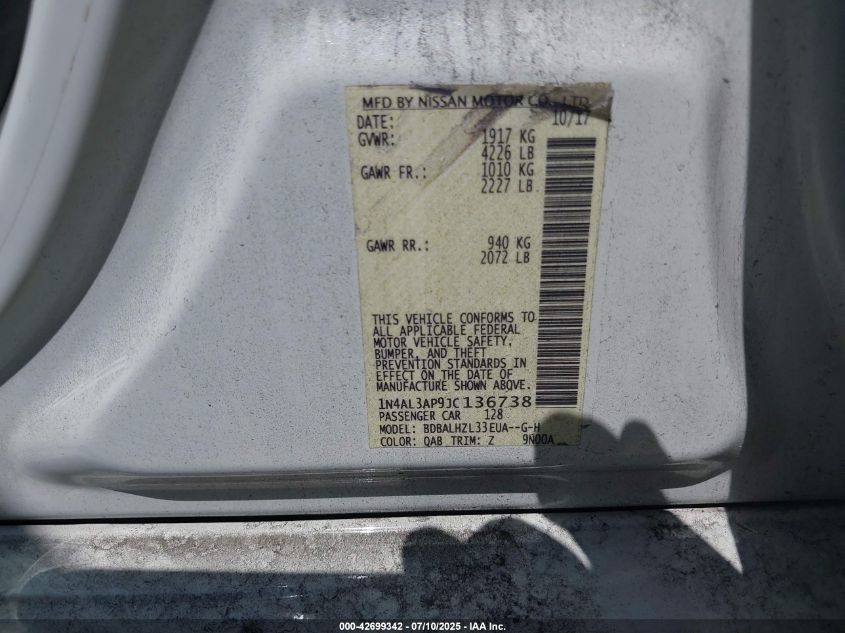 MFD BY NISSAN MOTOR CO., LTD.
DATE: 10/17
GVWR: 1917 KG
4226 LB
GAWR FR.: 1010 KG
2227 LB
GAWR RR.: 940 KG
2072 LB
THIS VEHICLE CONFORMS TO
ALL APPLICABLE FEDERAL
MOTOR VEHICLE SAFETY,
BUMPER, AND THEFT
PREVENTION STANDARDS IN
EFFECT ON THE DATE OF
MANUFACTURE SHOWN ABOVE.
1N4AL3AP9JC136738
PASSENGER CAR 128
MODEL: BDBALHZL33EUA--G-H
COLOR: QAB TRIM: Z 9N00A
000-42699342 / 07/10/2025 - IAA Inc.